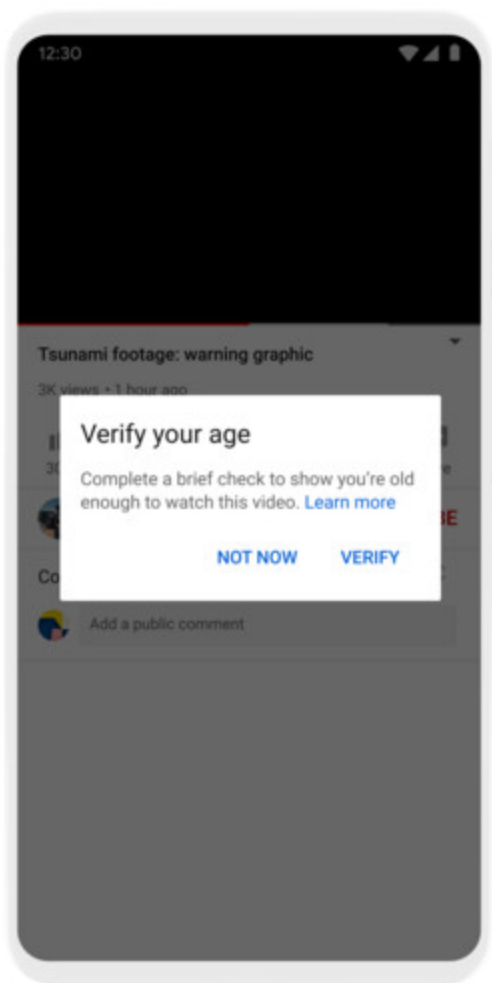 12:30
Tsunami footage: warning graphic
3K views • 1 hour ago
Verify your age
Complete a brief check to show you're old
enough to watch this video. Learn more
NOT NOW VERIFY
Add a public comment